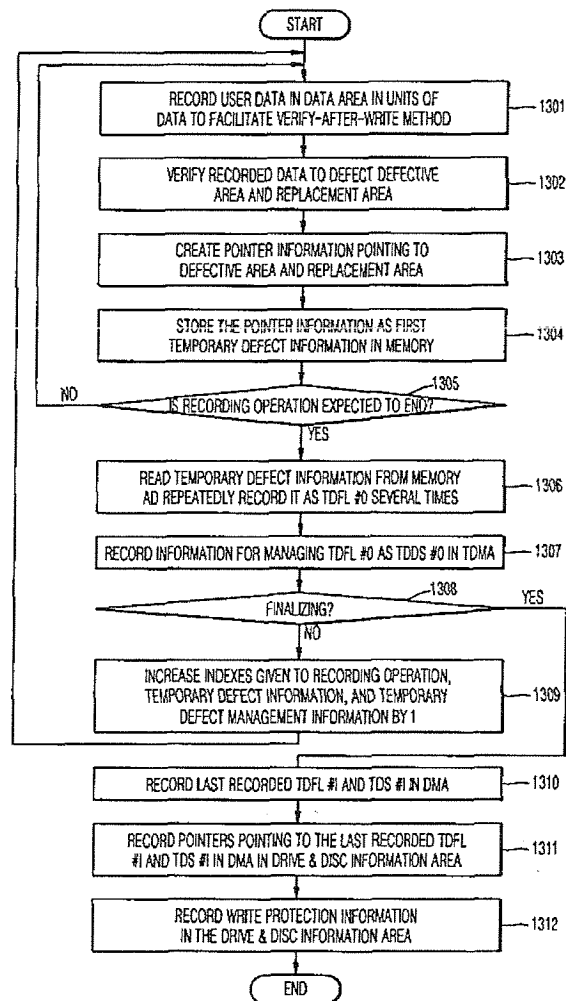 START
RECORD USER DATA IN DATA AREA IN UNITS OF
DATA TO FACILITATE VERIFY-AFTER-WRITE METHOD
1301
VERIFY RECORDED DATA TO DEFECT DEFECTIVE
AREA AND REPLACEMENT AREA
1302
CREATE POINTER INFORMATION POINTING TO
DEFECTIVE AREA AND REPLACEMENT AREA
1303
STORE THE POINTER INFORMATION AS FIRST
TEMPORARY DEFECT INFORMATION IN MEMORY
1304
1305
NO
IS RECORDING OPERATION EXPECTED TO END?
YES
READ TEMPORARY DEFECT INFORMATION FROM MEMORY
AD REPEATEDLY RECORD IT AS TDFL #0 SEVERAL TIMES
1306
RECORD INFORMATION FOR MANAGING TDFL #0 AS TDDS #0 IN TDMA
1307
1308
YES
FINALIZING?
NO
INCREASE INDEXES GIVEN TO RECORDING OPERATION,
TEMPORARY DEFECT INFORMATION, AND TEMPORARY
DEFECT MANAGEMENT INFORMATION BY 1
1309
RECORD LAST RECORDED TDFL #I AND TDS #I IN DMA
1310
RECORD POINTERS POINTING TO THE LAST RECORDED TDFL
#I AND TDS #I IN DMA IN DRIVE & DISC INFORMATION AREA
1311
RECORD WRITE PROTECTION INFORMATION
IN THE DRIVE & DISC INFORMATION AREA
1312
END